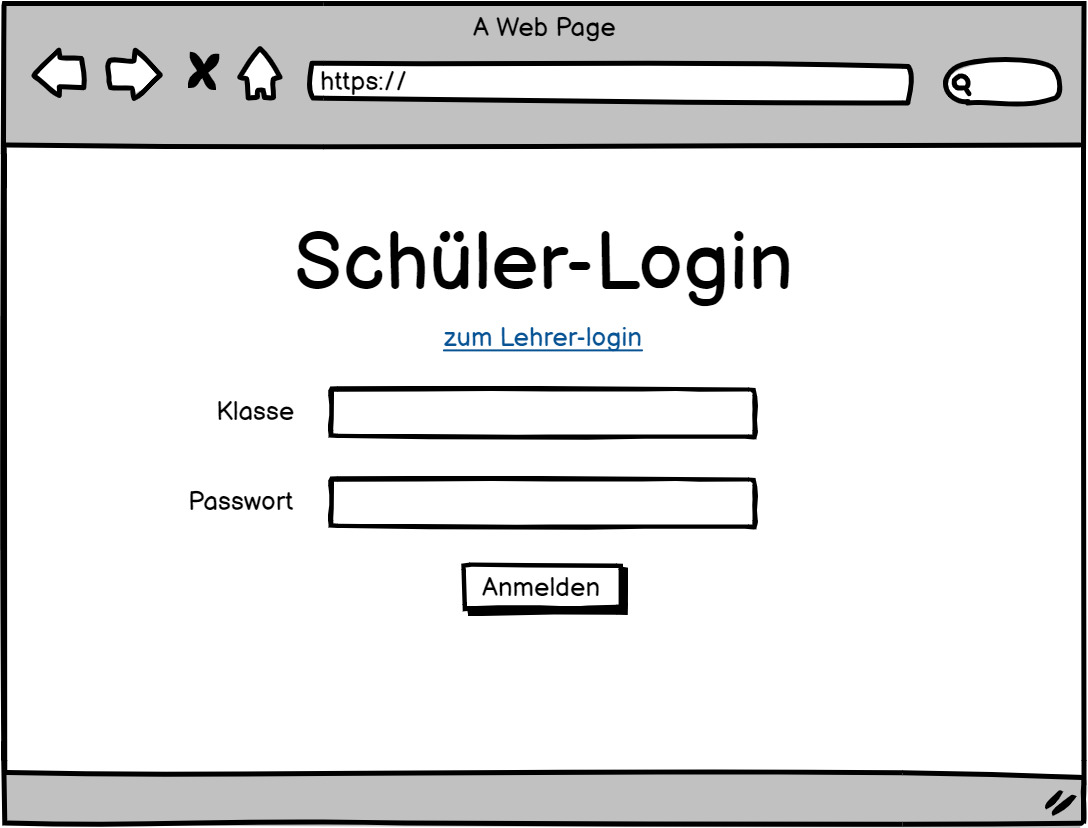 A Web Page
https://
Schüler-Login
zum Lehrer-login
Klasse
Passwort
Anmelden